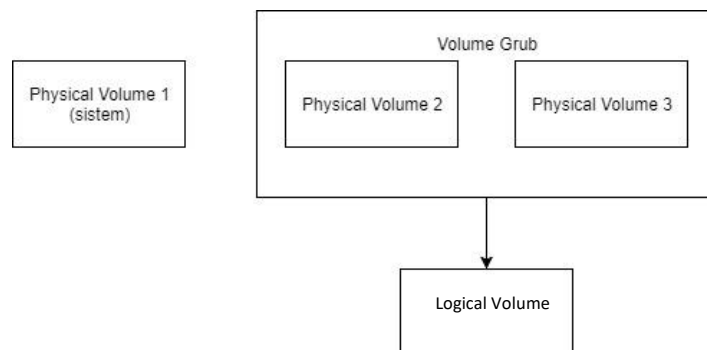 Volume Grub
Physical Volume 1
(sistem)
Physical Volume 2
Physical Volume 3
Logical Volume